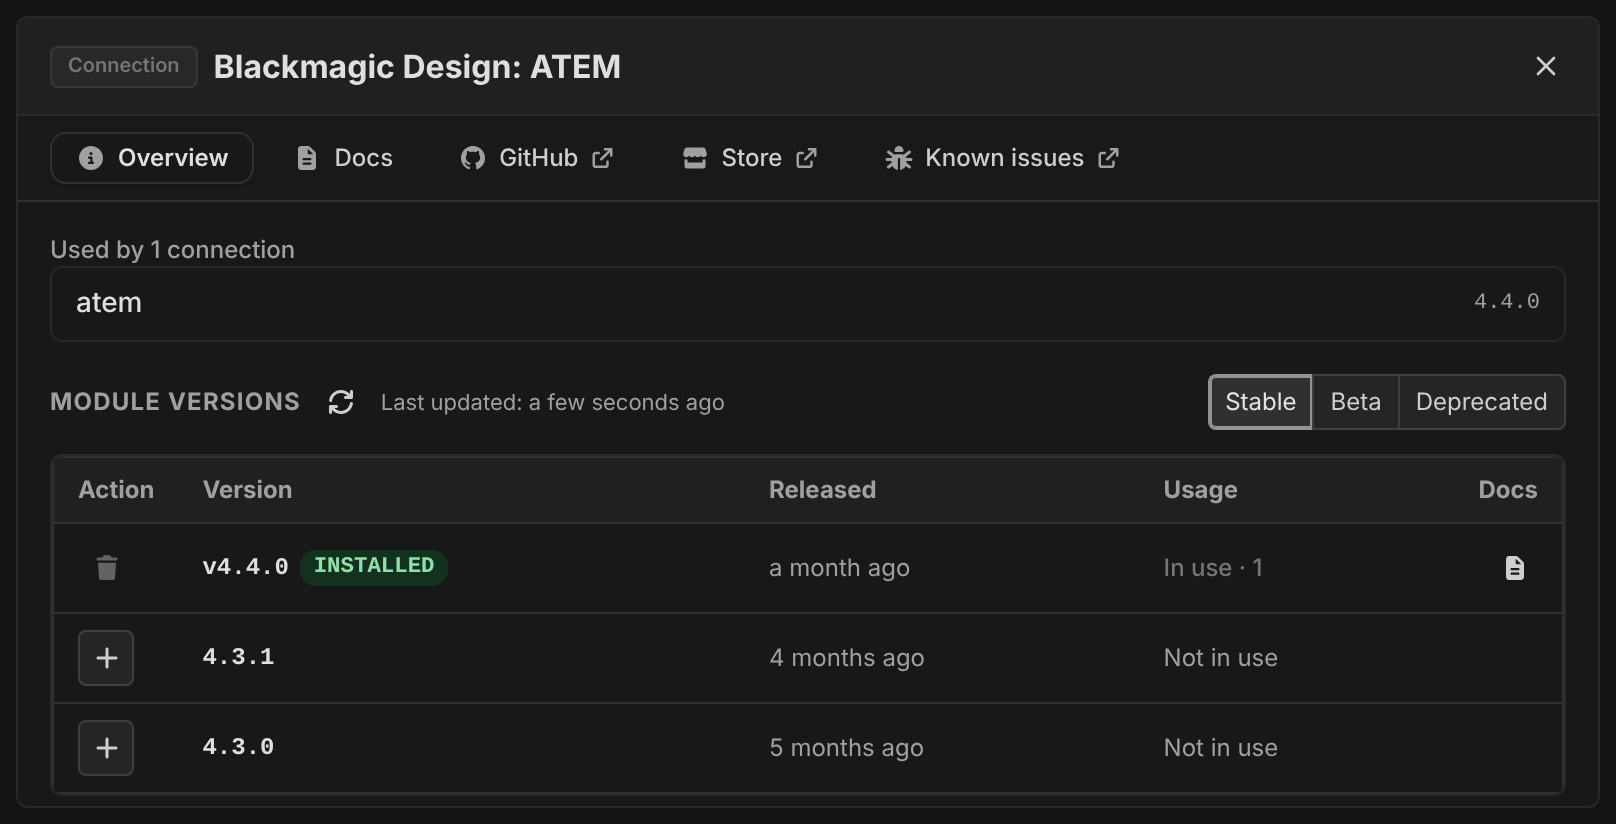 Connection Blackmagic Design: ATEM
Overview Docs GitHub Store Known issues
Used by 1 connection
atem 4.4.0
MODULE VERSIONS Last updated: a few seconds ago Stable Beta Deprecated
Action Version Released Usage Docs
v4.4.0 INSTALLED a month ago In use · 1
4.3.1 4 months ago Not in use
4.3.0 5 months ago Not in use